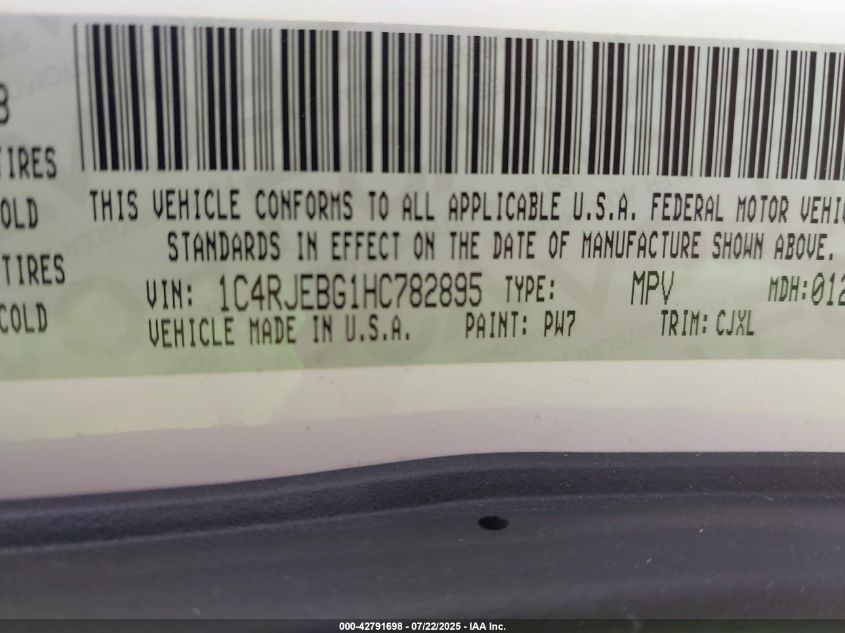 TIRES
OLD
TIRES
COLD
THIS VEHICLE CONFORMS TO ALL APPLICABLE U.S.A. FEDERAL MOTOR VEHIC
STANDARDS IN EFFECT ON THE DATE OF MANUFACTURE SHOWN ABOVE.
VIN: 1C4RJEBG1HC782895 TYPE: MPV MDH:012
VEHICLE MADE IN U.S.A. PAINT: PW7 TRIM: CJXL
000-42791698 - 07/22/2025 - IAA Inc.